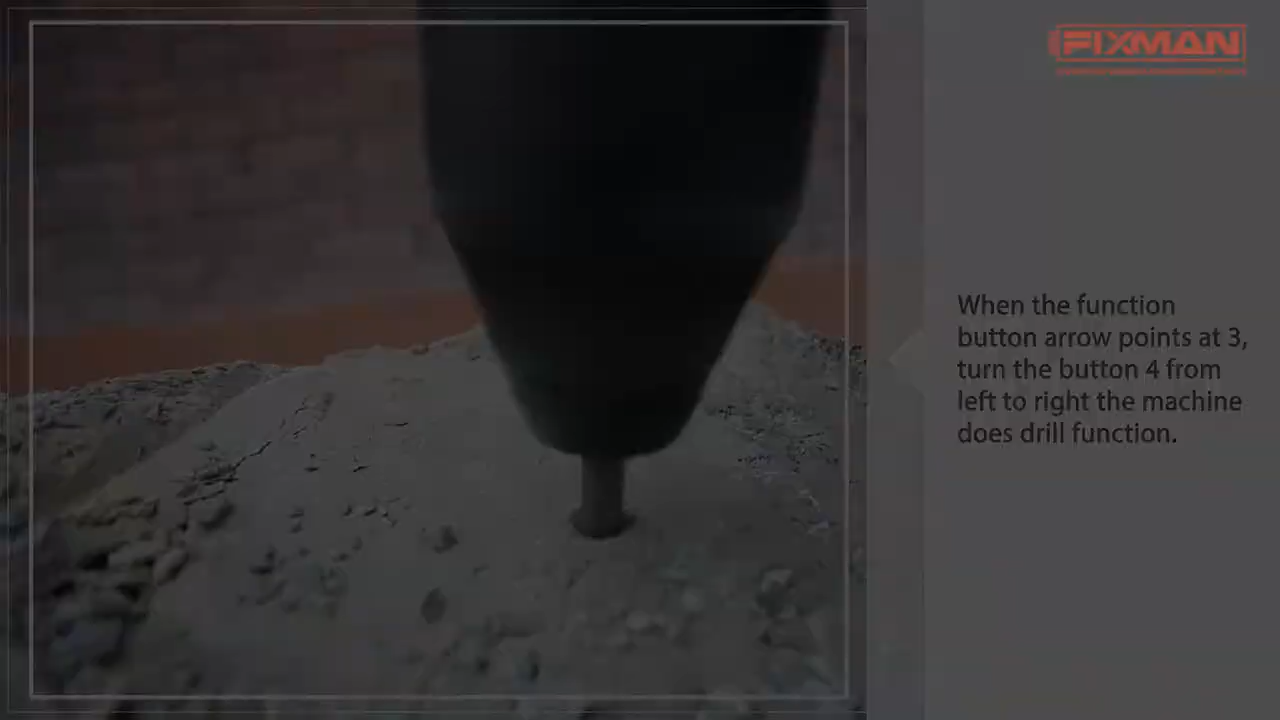 FIXMAN
When the function
button arrow points at 3,
turn the button 4 from
left to right the machine
does drill function.